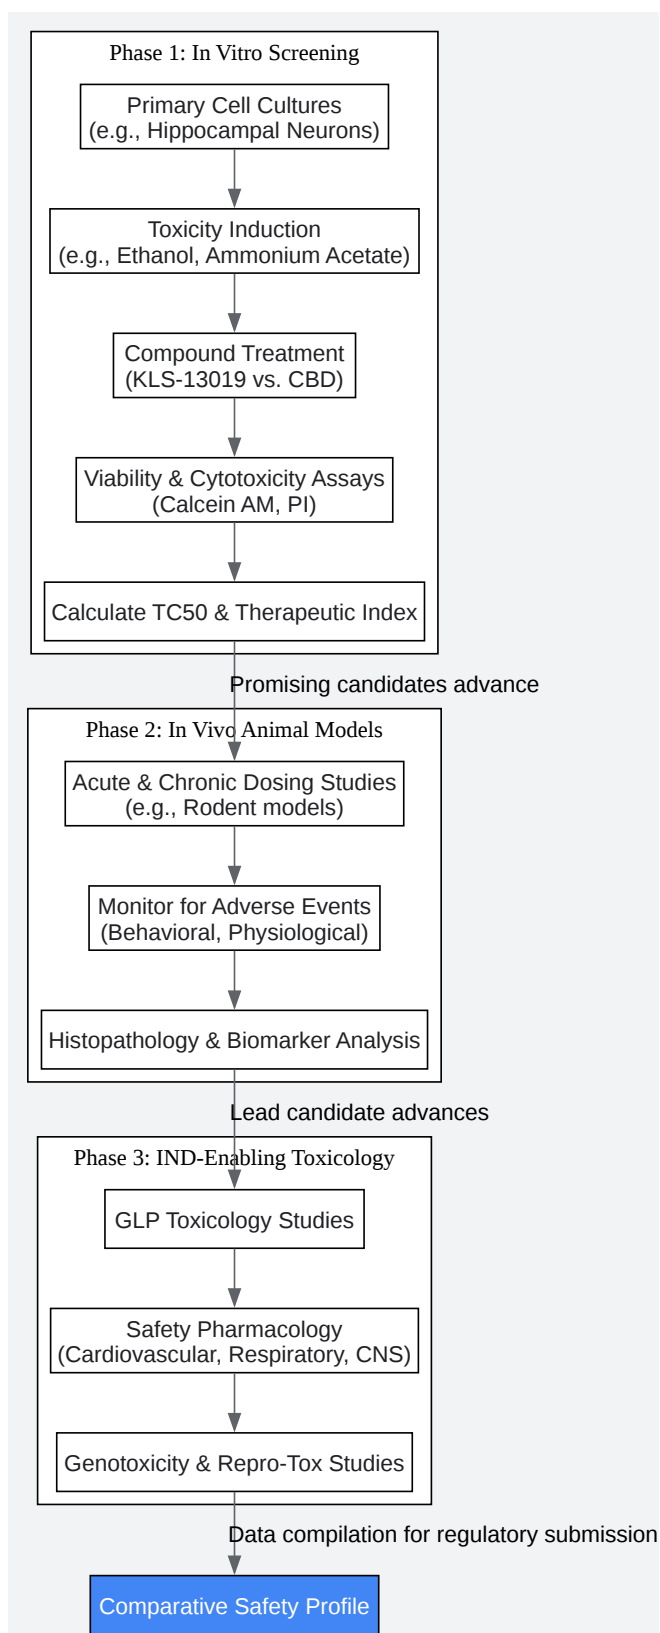 Phase 1: In Vitro Screening
Primary Cell Cultures
(e.g., Hippocampal Neurons)
Toxicity Induction
(e.g., Ethanol, Ammonium Acetate)
Compound Treatment
(KLS-13019 vs. CBD)
Viability & Cytotoxicity Assays
(Calcein AM, PI)
Calculate TC50 & Therapeutic Index
Promising candidates advance
Phase 2: In Vivo Animal Models
Acute & Chronic Dosing Studies
(e.g., Rodent models)
Monitor for Adverse Events
(Behavioral, Physiological)
Histopathology & Biomarker Analysis
Lead candidate advances
Phase 3: IND-Enabling Toxicology
GLP Toxicology Studies
Safety Pharmacology
(Cardiovascular, Respiratory, CNS)
Genotoxicity & Repro-Tox Studies
Data compilation for regulatory submission
Comparative Safety Profile